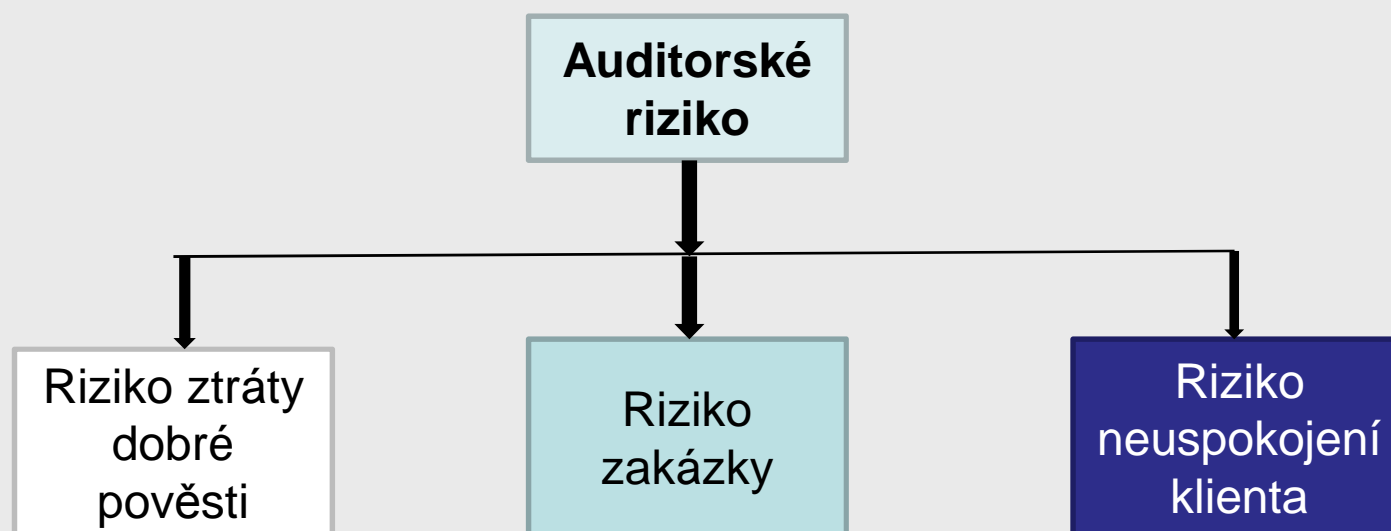 Auditorské
riziko
Riziko ztráty
dobré
pověsti
Riziko
zakázky
Riziko
neuspokojení
klienta